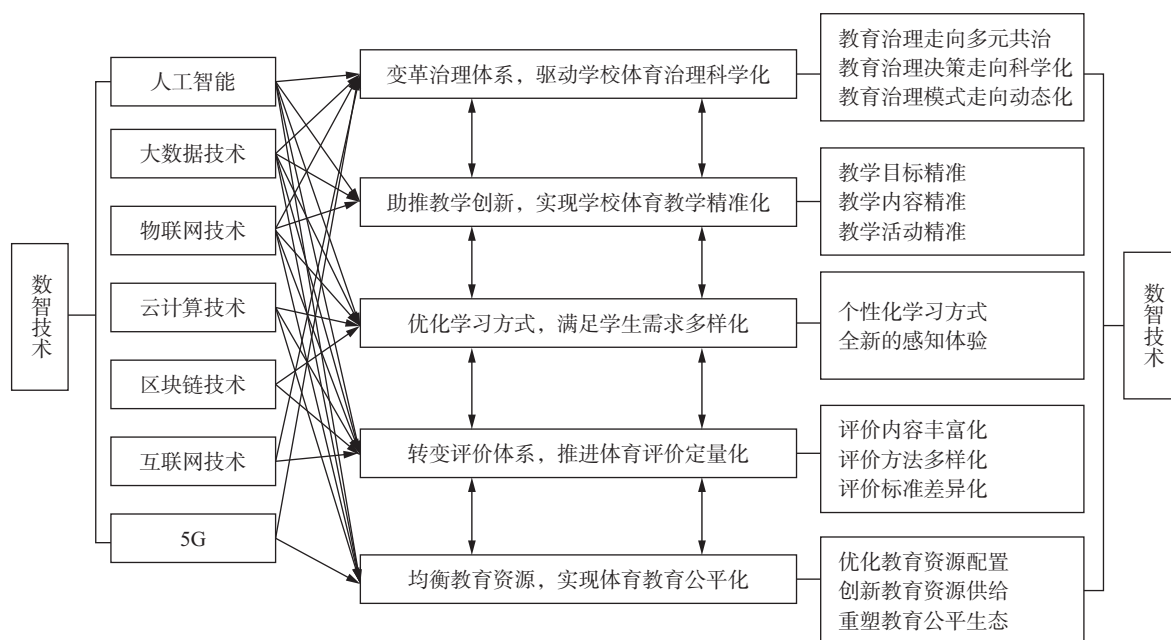 数智技术
人工智能
大数据技术
物联网技术
云计算技术
区块链技术
互联网技术
5G
变革治理体系，驱动学校体育治理科学化
助推教学创新，实现学校体育教学精准化
优化学习方式，满足学生需求多样化
转变评价体系，推进体育评价定量化
均衡教育资源，实现体育教育公平化
教育治理走向多元共治
教育治理决策走向科学化
教育治理模式走向动态化
教学目标精准
教学内容精准
教学活动精准
个性化学习方式
全新的感知体验
评价内容丰富化
评价方法多样化
评价标准差异化
优化教育资源配置
创新教育资源供给
重塑教育公平生态
数智技术